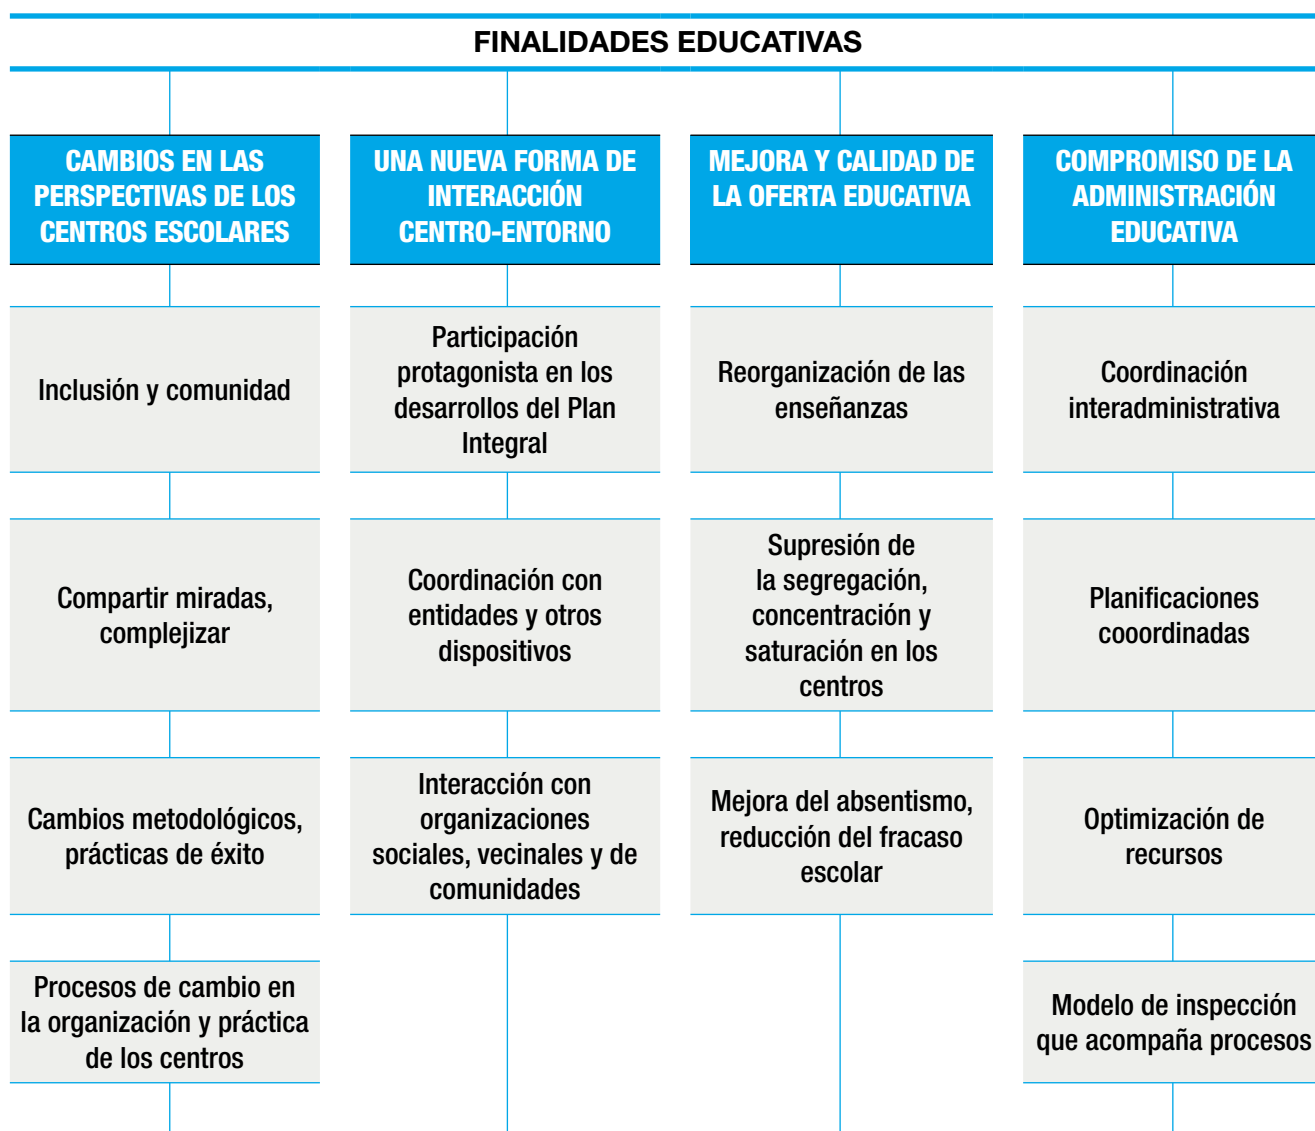 FINALIDADES EDUCATIVAS
CAMBIOS EN LAS
PERSPECTIVAS DE LOS
CENTROS ESCOLARES
Inclusión y comunidad
Compartir miradas,
complejizar
Cambios metodológicos,
prácticas de éxito
Procesos de cambio en
la organización y práctica
de los centros
UNA NUEVA FORMA DE
INTERACCIÓN
CENTRO-ENTORNO
Participación
protagonista en los
desarrollos del Plan
Integral
Coordinación con
entidades y otros
dispositivos
Interacción con
organizaciones
sociales, vecinales y de
comunidades
MEJORA Y CALIDAD DE
LA OFERTA EDUCATIVA
Reorganización de las
enseñanzas
Supresión de
la segregación,
concentración y
saturación en los
centros
Mejora del absentismo,
reducción del fracaso
escolar
COMPROMISO DE LA
ADMINISTRACIÓN
EDUCATIVA
Coordinación
interadministrativa
Planificaciones
cooordinadas
Optimización de
recursos
Modelo de inspección
que acompaña procesos